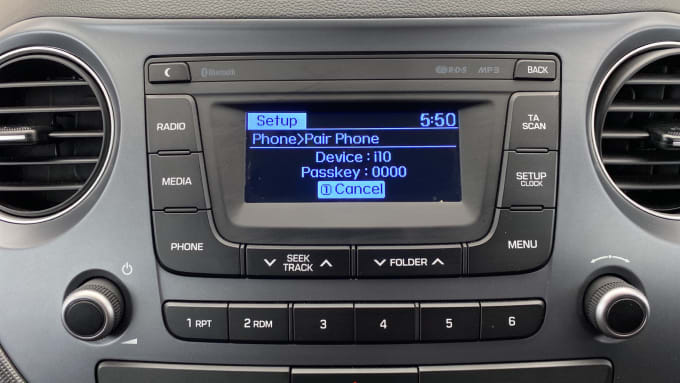 Bluetooth
R·D·S MP3
BACK
RADIO
Setup 5:50
TA
SCAN
Phone>Pair Phone
Device : i10
MEDIA
Passkey : 0000
SETUP
CLOCK
① Cancel
PHONE
SEEK
TRACK
FOLDER
MENU
1 RPT 2 RDM 3 4 5 6